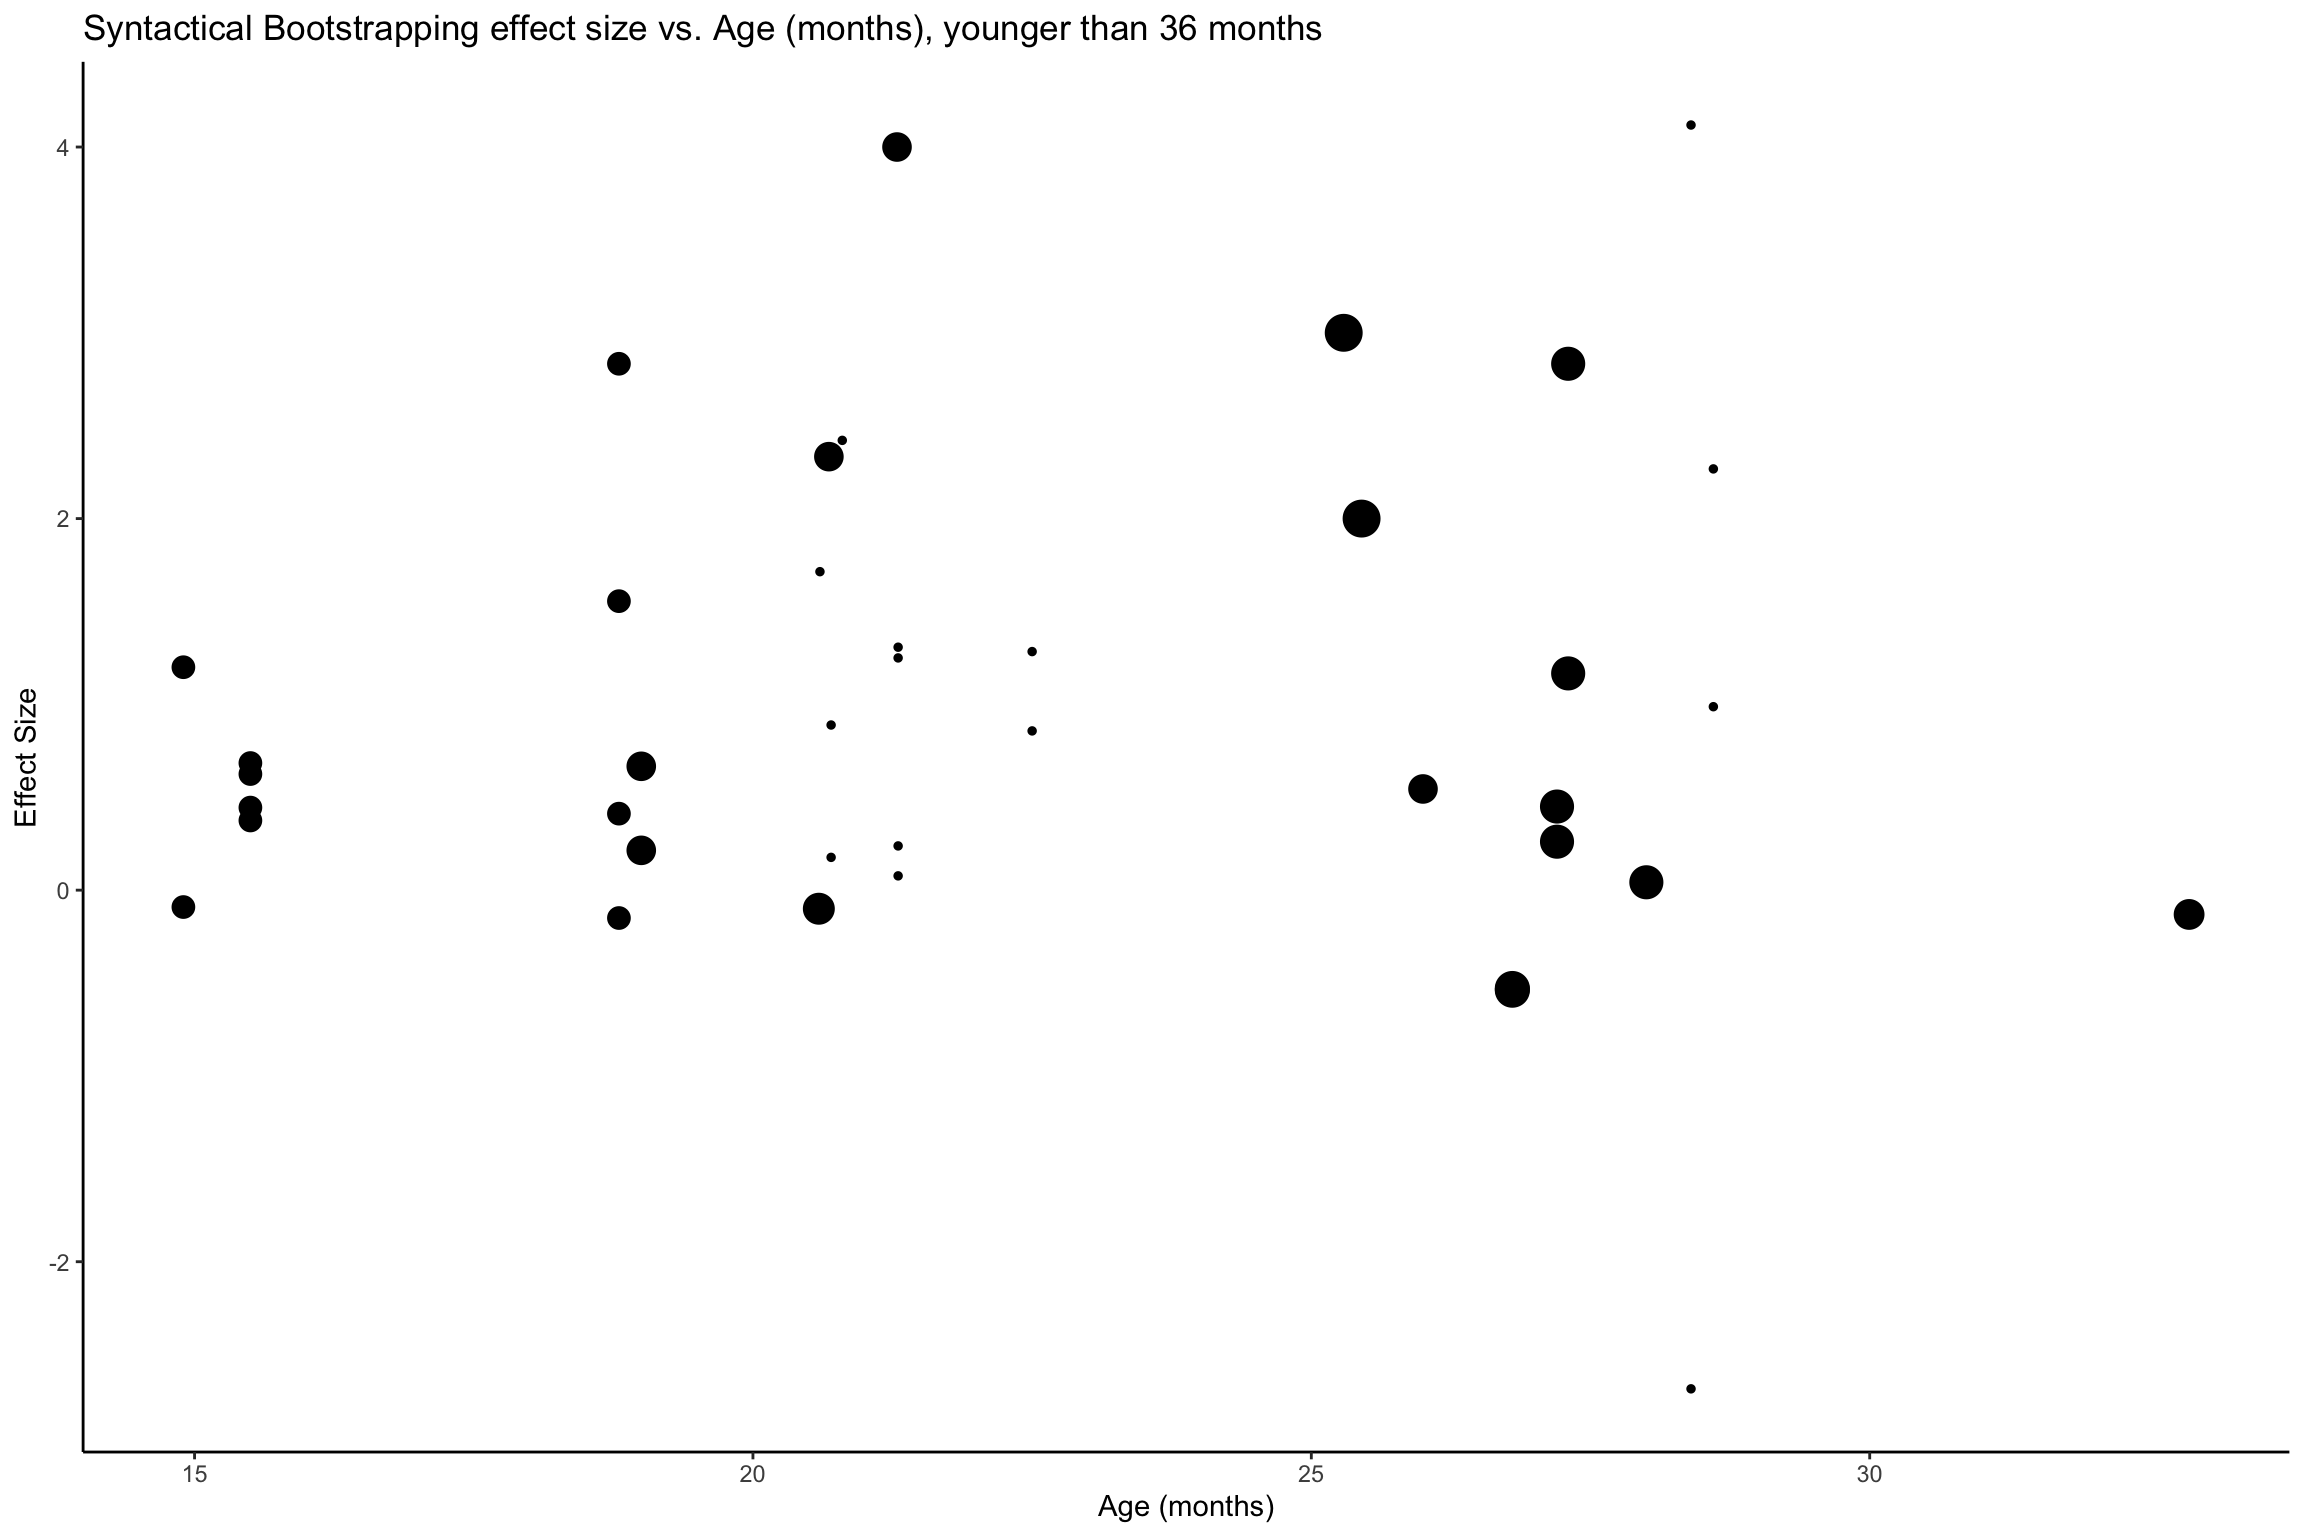 Syntactical Bootstrapping effect size vs. Age (months), younger than 36 months
4
2
0
-2
Effect Size
15 20 25 30
Age (months)